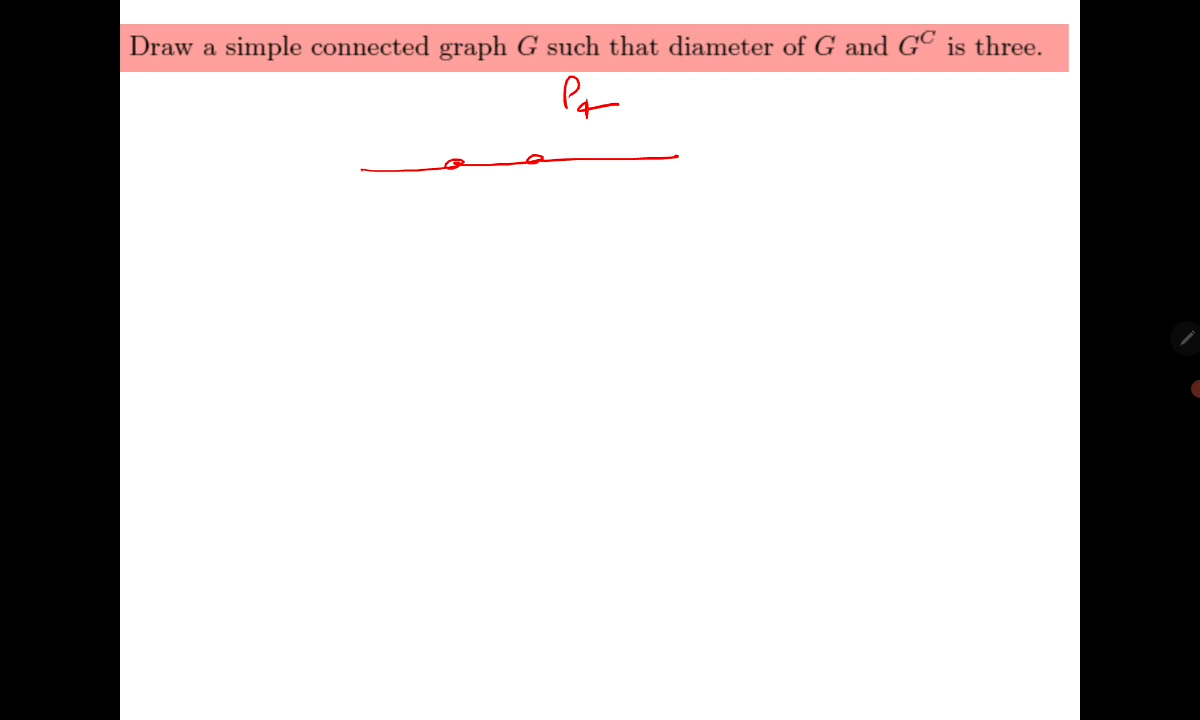 Draw a simple connected graph G such that diameter of G and G^C is three.
P4